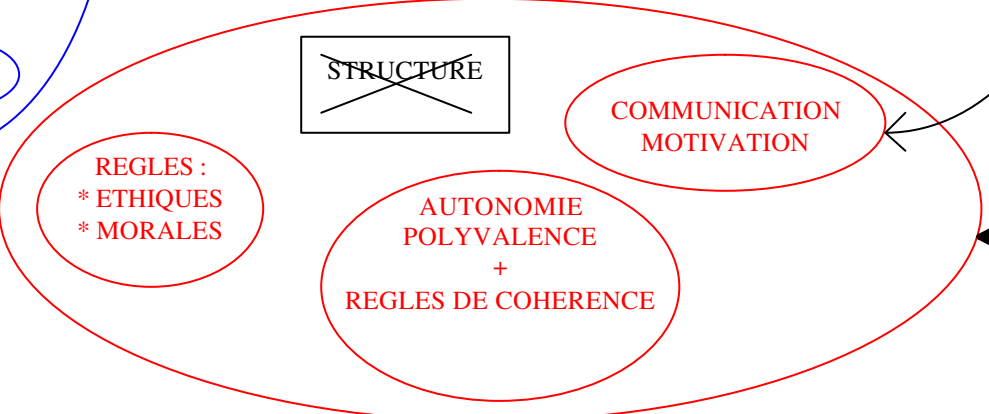 STRUCTURE
COMMUNICATION
MOTIVATION
REGLES :
* ETHIQUES
* MORALES
AUTONOMIE
POLYVALENCE
+
REGLES DE COHERENCE